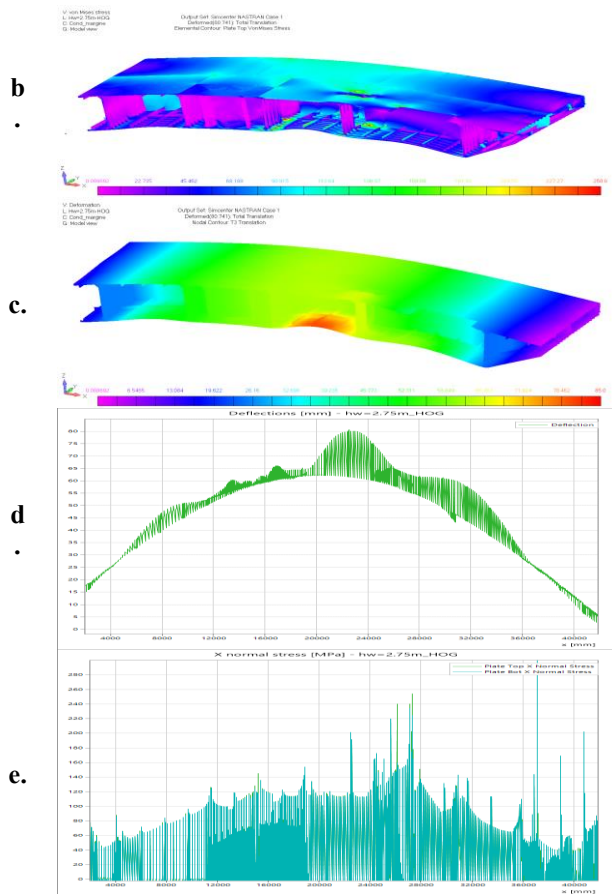 V: von Mises stress
L: Hw=2.75m-HOG
C: Cond_margine
G: Model view
Output Set: Simcenter NASTRAN Case 1
Deformed(80.741) Total Translation
Elemental Contour: Plate Top VonMises Stress
b
.
V: Deformation
L: Hw=2.75m-HOG
C: Cond_margine
G: Model view
Output Set: Simcenter NASTRAN Case 1
Deformed(80.741) Total Translation
Nodal Contour: T3 Translation
c.
Deflections [mm] - hw=2.75m_HOG
Deflection
80
75
70
65
60
55
50
45
40
35
30
25
20
15
10
5
0
4000 8000 12000 16000 20000 24000 28000 32000 36000 40000
x [mm]
d
.
X normal stress [MPa] - hw=2.75m_HOG
Plate Top X Normal Stress
Plate Bot X Normal Stress
280
260
240
220
200
180
160
140
120
100
80
60
40
20
0
4000 8000 12000 16000 20000 24000 28000 32000 36000 40000
x [mm]
e.